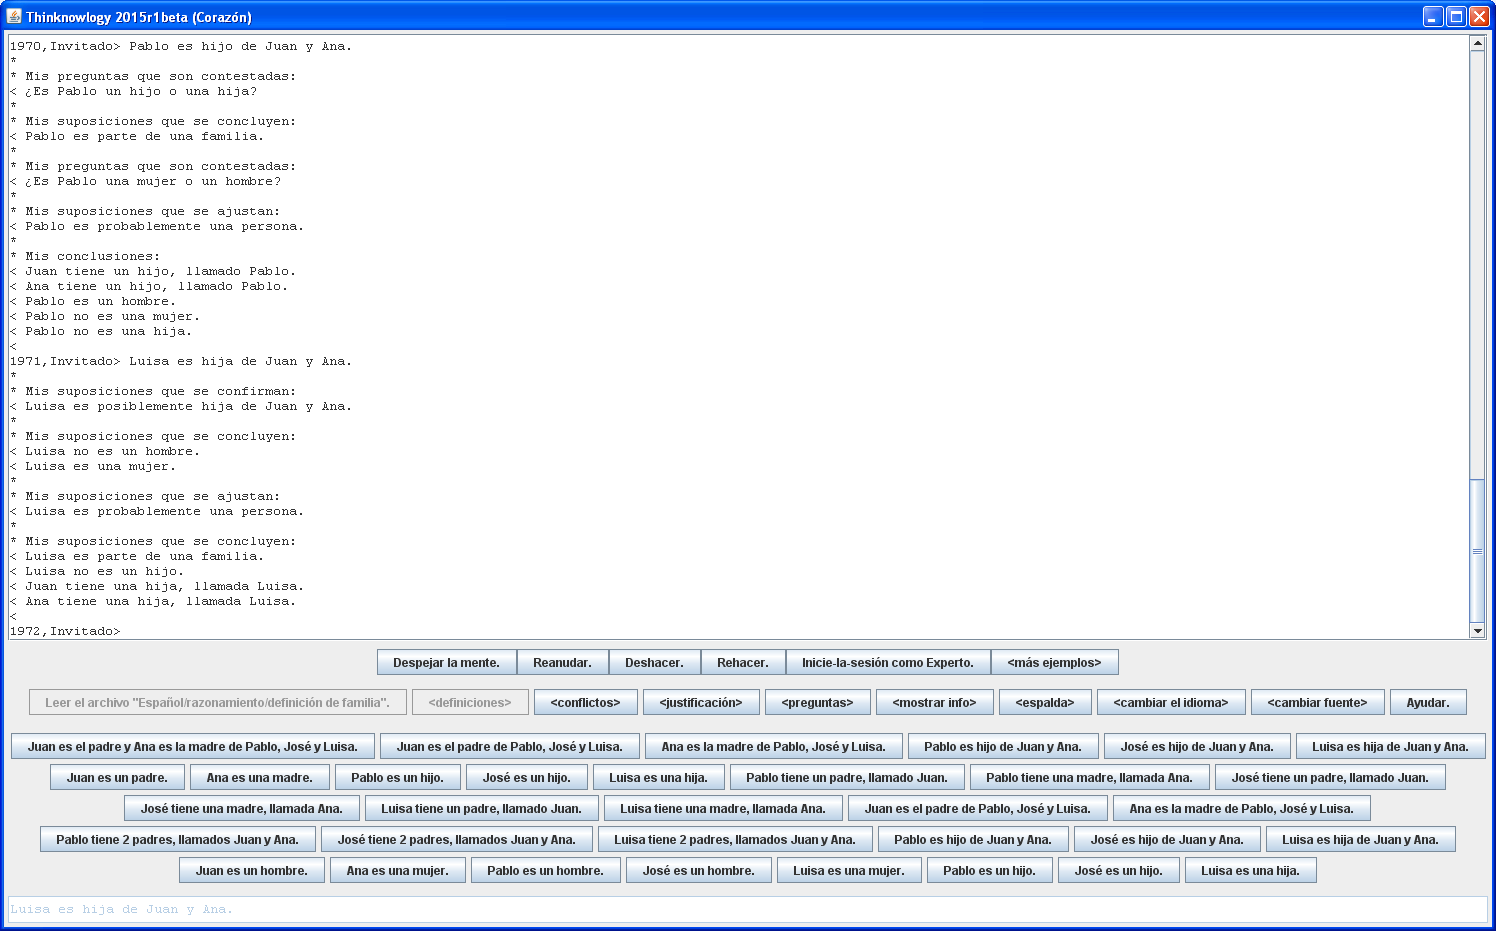 Thinknowlogy 2015r1beta (Corazón)
1970,Invitado> Pablo es hijo de Juan y Ana.
*
* Mis preguntas que son contestadas:
< ¿Es Pablo un hijo o una hija?
*
* Mis suposiciones que se concluyen:
< Pablo es parte de una familia.
*
* Mis preguntas que son contestadas:
< ¿Es Pablo una mujer o un hombre?
*
* Mis suposiciones que se ajustan:
< Pablo es probablemente una persona.
*
* Mis conclusiones:
< Juan tiene un hijo, llamado Pablo.
< Ana tiene un hijo, llamado Pablo.
< Pablo es un hombre.
< Pablo no es una mujer.
< Pablo no es una hija.
<
1971,Invitado> Luisa es hija de Juan y Ana.
*
* Mis suposiciones que se confirman:
< Luisa es posiblemente hija de Juan y Ana.
*
* Mis suposiciones que se concluyen:
< Luisa no es un hombre.
< Luisa es una mujer.
*
* Mis suposiciones que se ajustan:
< Luisa es probablemente una persona.
*
* Mis suposiciones que se concluyen:
< Luisa es parte de una familia.
< Luisa no es un hijo.
< Juan tiene una hija, llamada Luisa.
< Ana tiene una hija, llamada Luisa.
<
1972,Invitado>
Despejar la mente. Reanudar. Deshacer. Rehacer. Inicie-la-sesión como Experto. <más ejemplos>
Leer el archivo "Español/razonamiento/definición de familia". <definiciones> <conflictos> <justificación> <preguntas> <mostrar info> <espalda> <cambiar el idioma> <cambiar fuente> Ayudar.
Juan es el padre y Ana es la madre de Pablo, José y Luisa. Juan es el padre de Pablo, José y Luisa. Ana es la madre de Pablo, José y Luisa. Pablo es hijo de Juan y Ana. José es hijo de Juan y Ana. Luisa es hija de Juan y Ana.
Juan es un padre. Ana es una madre. Pablo es un hijo. José es un hijo. Luisa es una hija. Pablo tiene un padre, llamado Juan. Pablo tiene una madre, llamada Ana. José tiene un padre, llamado Juan.
José tiene una madre, llamada Ana. Luisa tiene un padre, llamado Juan. Luisa tiene una madre, llamada Ana. Juan es el padre de Pablo, José y Luisa. Ana es la madre de Pablo, José y Luisa.
Pablo tiene 2 padres, llamados Juan y Ana. José tiene 2 padres, llamados Juan y Ana. Luisa tiene 2 padres, llamados Juan y Ana. Pablo es hijo de Juan y Ana. José es hijo de Juan y Ana. Luisa es hija de Juan y Ana.
Juan es un hombre. Ana es una mujer. Pablo es un hombre. José es un hombre. Luisa es una mujer. Pablo es un hijo. José es un hijo. Luisa es una hija.
Luisa es hija de Juan y Ana.